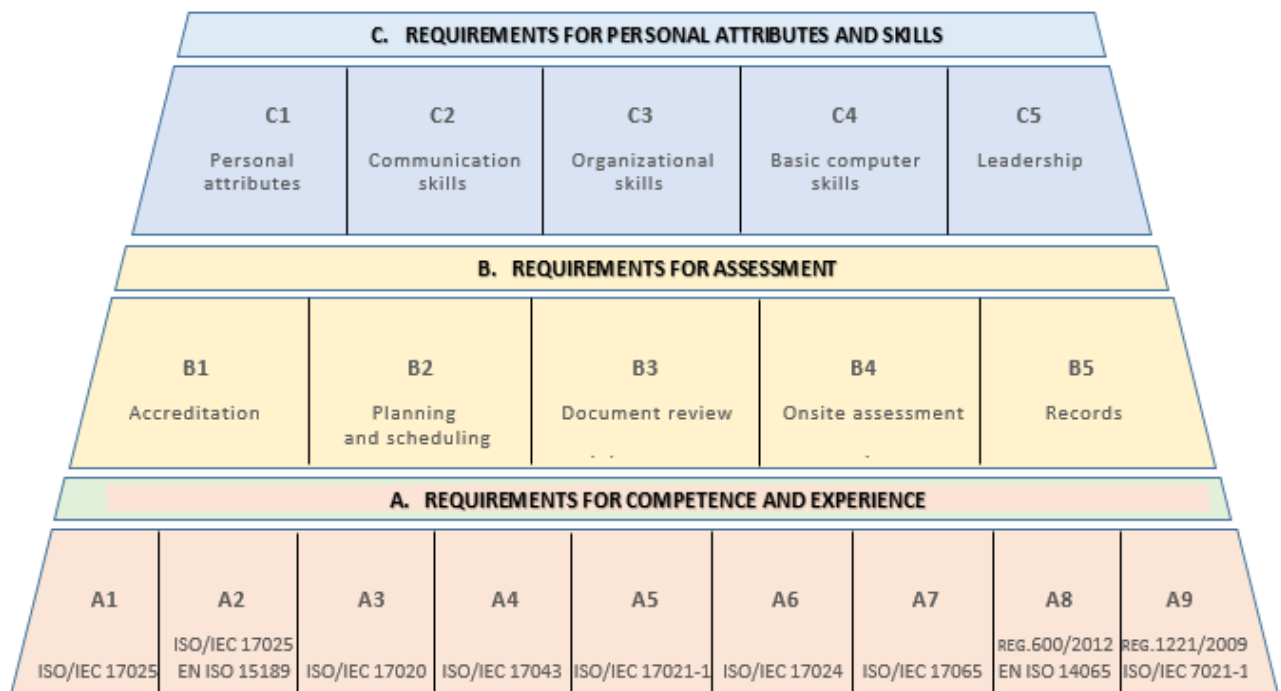 C. REQUIREMENTS FOR PERSONAL ATTRIBUTES AND SKILLS
C1
Personal
attributes
C2
Communication
skills
C3
Organizational
skills
C4
Basic computer
skills
C5
Leadership
B. REQUIREMENTS FOR ASSESSMENT
B1
Accreditation
B2
Planning
and scheduling
B3
Document review
B4
Onsite assessment
B5
Records
A. REQUIREMENTS FOR COMPETENCE AND EXPERIENCE
A1
ISO/IEC 17025
A2
ISO/IEC 17025
EN ISO 15189
A3
ISO/IEC 17020
A4
ISO/IEC 17043
A5
ISO/IEC 17021-1
A6
ISO/IEC 17024
A7
ISO/IEC 17065
A8
REG.600/2012
EN ISO 14065
A9
REG.1221/2009
ISO/IEC 7021-1